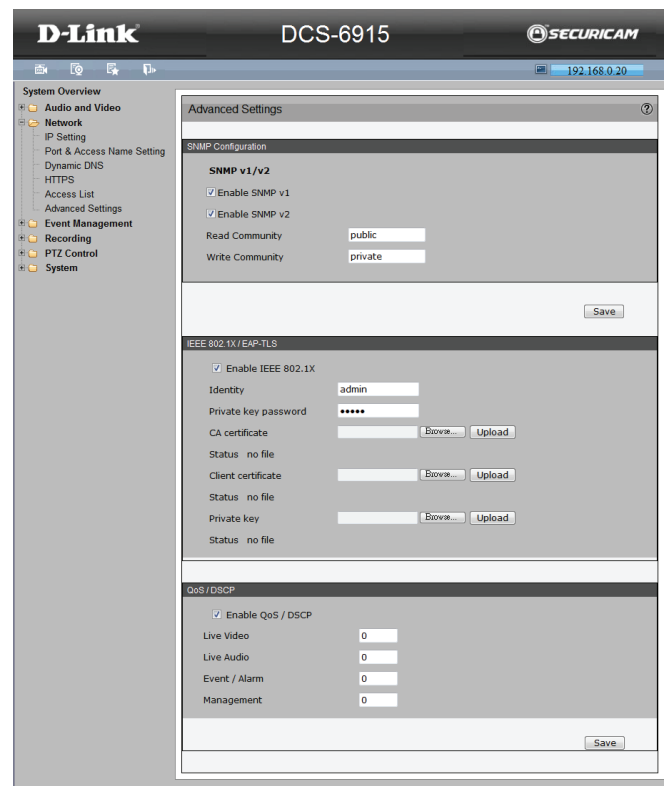 D-Link
DCS-6915
SECURICAM
192.168.0.20
System Overview
Audio and Video
Network
IP Setting
Port & Access Name Setting
Dynamic DNS
HTTPS
Access List
Advanced Settings
Event Management
Recording
PTZ Control
System
Advanced Settings
?
SNMP Configuration
SNMP v1/v2
Enable SNMP v1
Enable SNMP v2
Read Community public
Write Community private
Save
IEEE 802.1X / EAP-TLS
Enable IEEE 802.1X
Identity admin
Private key password •••••
CA certificate Browse... Upload
Status no file
Client certificate Browse... Upload
Status no file
Private key Browse... Upload
Status no file
QoS / DSCP
Enable QoS / DSCP
Live Video 0
Live Audio 0
Event / Alarm 0
Management 0
Save